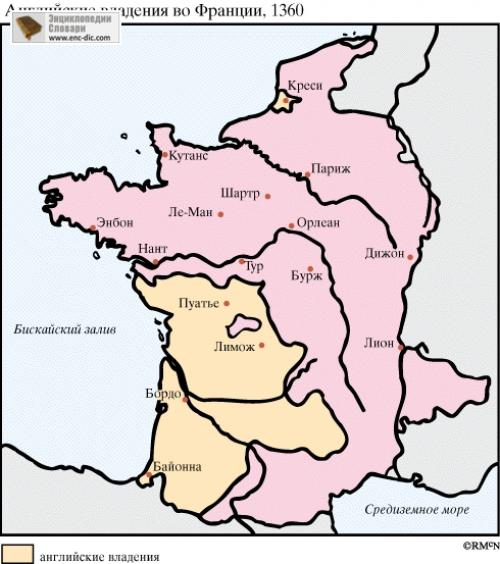 Английские владения во Франции, 1360
Энциклопедии
Словари
www.enc-dic.com
Креси
Кутанс
Париж
Шартр
Ле-Ман
Орлеан
Энбон
Нант
Тур
Бурж
Дижон
Пуатье
Бискайский залив
Лимож
Лион
Бордо
Байонна
Средиземное море
©RMcN
английские владения